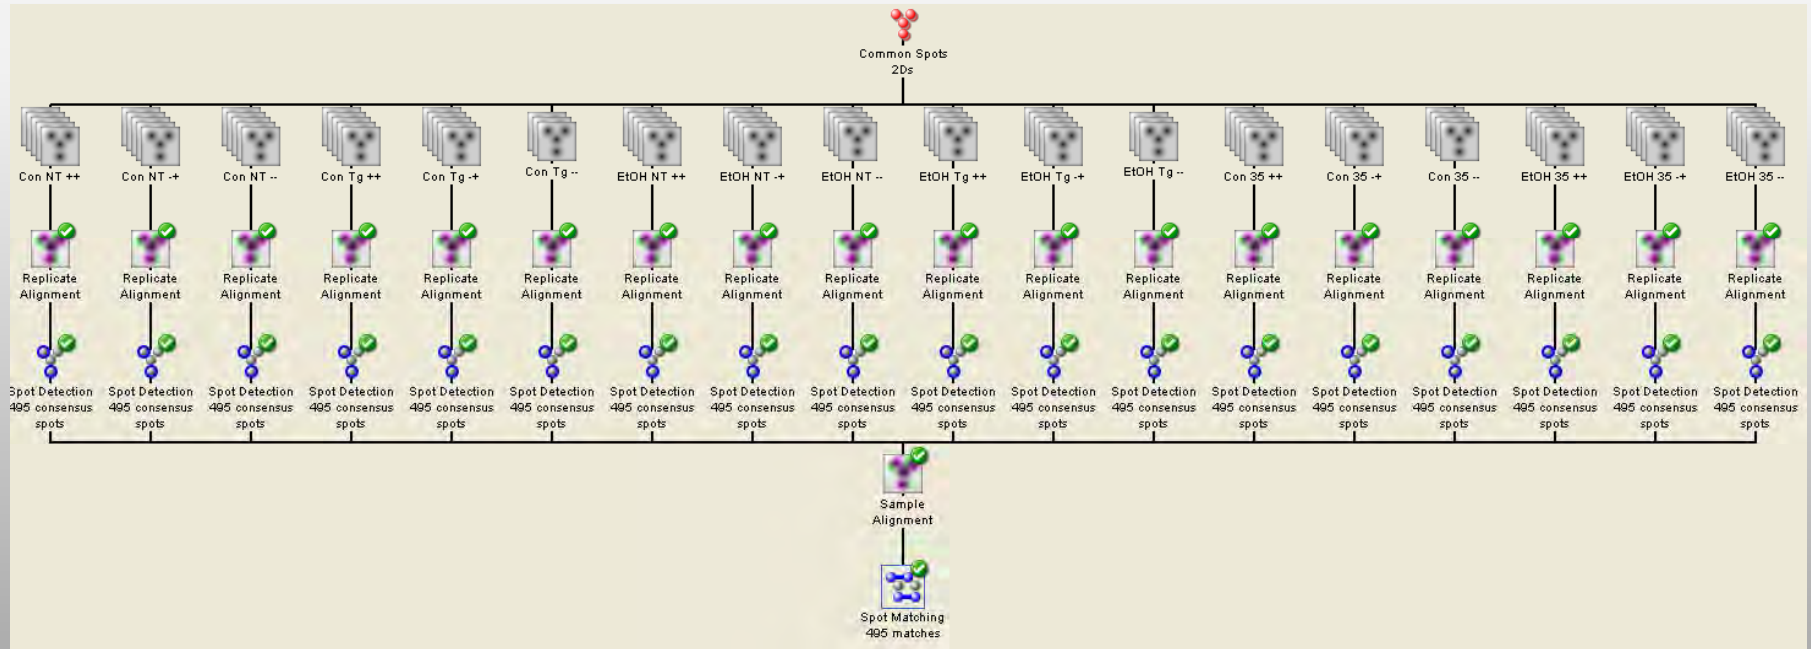 Common Spots
2Ds
Con NT ++ Con NT -+ Con NT -- Con Tg ++ Con Tg -+ Con Tg -- EtOH NT ++ EtOH NT -+ EtOH NT -- EtOH Tg ++ EtOH Tg -+ EtOH Tg -- Con 35 ++ Con 35 -+ Con 35 -- EtOH 35 ++ EtOH 35 -+ EtOH 35 --
Replicate Replicate Replicate Replicate Replicate Replicate Replicate Replicate Replicate Replicate Replicate Replicate Replicate Replicate Replicate Replicate Replicate Replicate
Alignment Alignment Alignment Alignment Alignment Alignment Alignment Alignment Alignment Alignment Alignment Alignment Alignment Alignment Alignment Alignment Alignment Alignment
Spot Detection Spot Detection Spot Detection Spot Detection Spot Detection Spot Detection Spot Detection Spot Detection Spot Detection Spot Detection Spot Detection Spot Detection Spot Detection Spot Detection Spot Detection Spot Detection Spot Detection Spot Detection
495 consensus 495 consensus 495 consensus 495 consensus 495 consensus 495 consensus 495 consensus 495 consensus 495 consensus 495 consensus 495 consensus 495 consensus 495 consensus 495 consensus 495 consensus 495 consensus 495 consensus 495 consensus
spots spots spots spots spots spots spots spots spots spots spots spots spots spots spots spots spots spots
Sample
Alignment
Spot Matching
495 matches